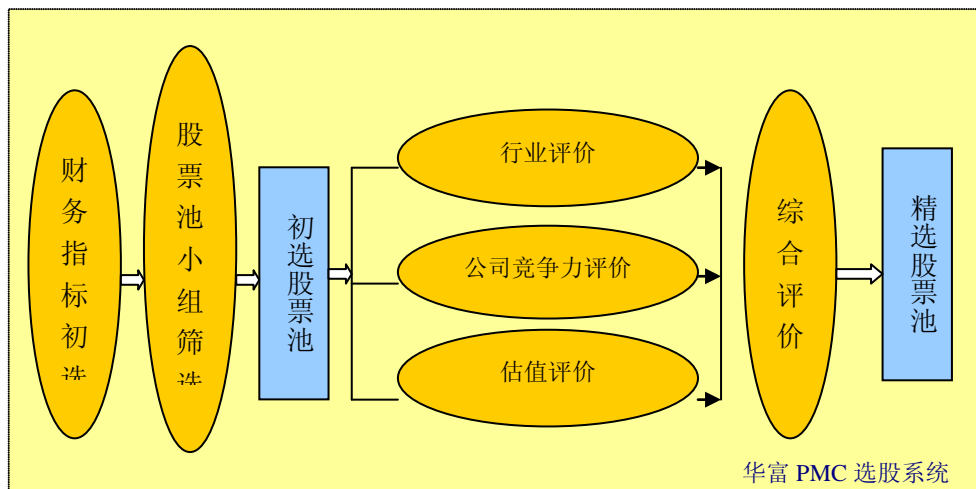 财务指标初选
股票池小组筛选
初选股票池
行业评价
公司竞争力评价
估值评价
综合评价
精选股票池
华富 PMC 选股系统